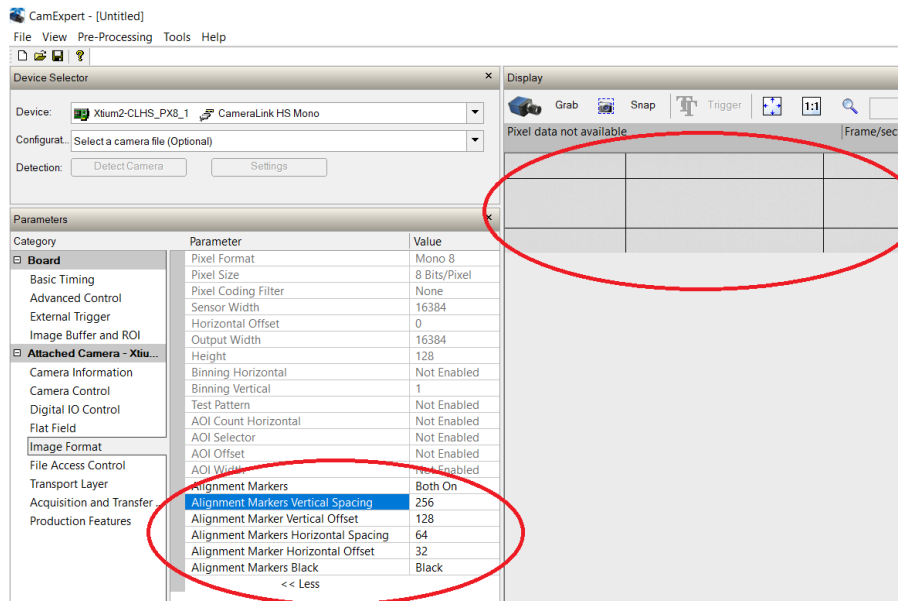 CamExpert - [Untitled]
File View Pre-Processing Tools Help
Device Selector ×
Device: Xtium2-CLHS_PX8_1 CameraLink HS Mono
Configurat... Select a camera file (Optional)
Detection: Detect Camera Settings
Parameters ×
Category
Board
Basic Timing
Advanced Control
External Trigger
Image Buffer and ROI
Attached Camera - Xtiu...
Camera Information
Camera Control
Digital IO Control
Flat Field
Image Format
File Access Control
Transport Layer
Acquisition and Transfer ...
Production Features
Parameter Value
Pixel Format Mono 8
Pixel Size 8 Bits/Pixel
Pixel Coding Filter None
Sensor Width 16384
Horizontal Offset 0
Output Width 16384
Height 128
Binning Horizontal Not Enabled
Binning Vertical 1
Test Pattern Not Enabled
AOI Count Horizontal Not Enabled
AOI Selector Not Enabled
AOI Offset Not Enabled
AOI Width Not Enabled
Alignment Markers Both On
Alignment Markers Vertical Spacing 256
Alignment Marker Vertical Offset 128
Alignment Markers Horizontal Spacing 64
Alignment Marker Horizontal Offset 32
Alignment Markers Black Black
<< Less
Display
Grab Snap Trigger 1:1
Pixel data not available Frame/sec